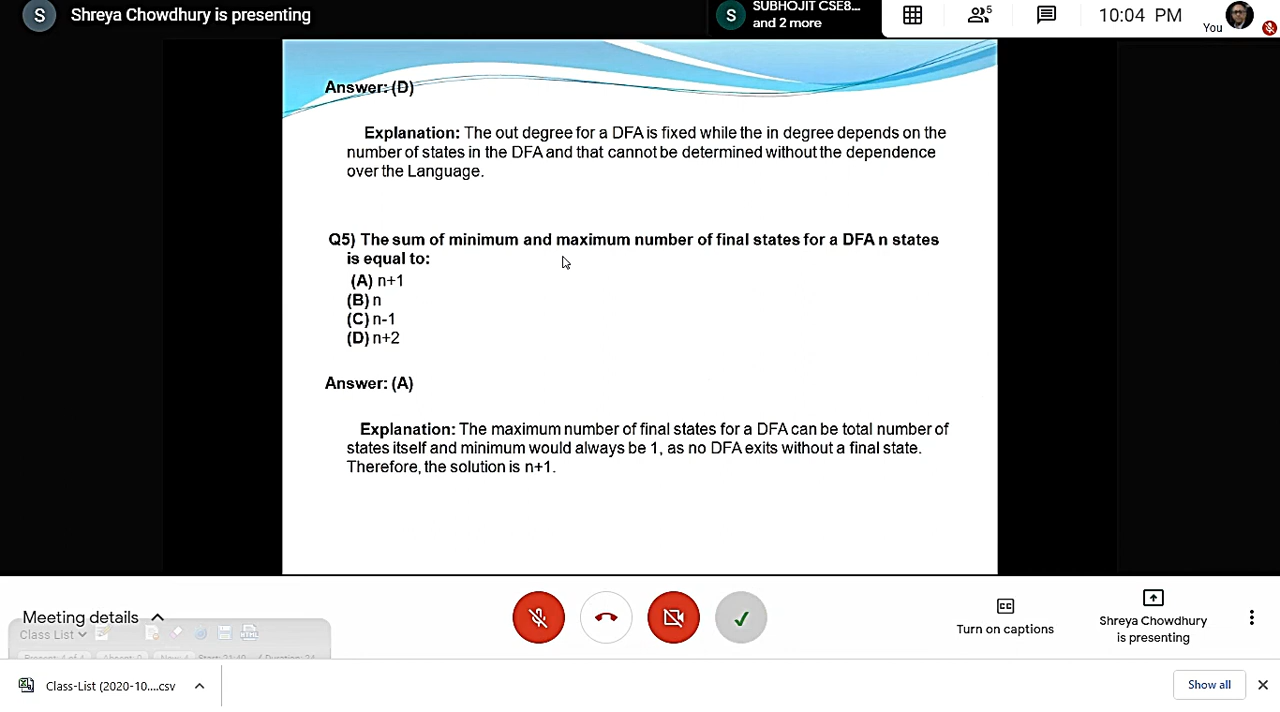 S Shreya Chowdhury is presenting
S SUBHOJIT CSE8...
and 2 more
5
10:04 PM
You
Answer: (D)
Explanation: The out degree for a DFA is fixed while the in degree depends on the
number of states in the DFA and that cannot be determined without the dependence
over the Language.
Q5) The sum of minimum and maximum number of final states for a DFA n states
is equal to:
(A) n+1
(B) n
(C) n-1
(D) n+2
Answer: (A)
Explanation: The maximum number of final states for a DFA can be total number of
states itself and minimum would always be 1, as no DFA exits without a final state.
Therefore, the solution is n+1.
Meeting details
Class List
HTML
CC
Turn on captions
Shreya Chowdhury
is presenting
Class-List (2020-10....csv
Show all